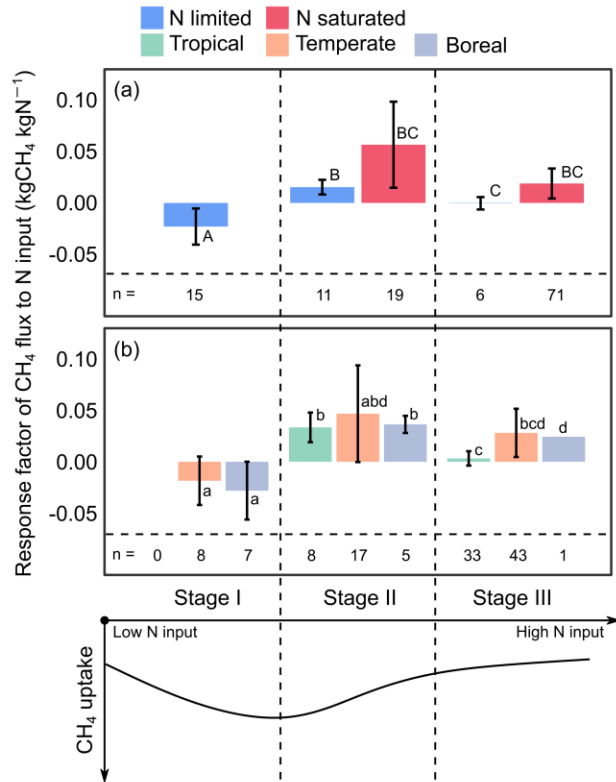 N limited N saturated
Tropical Temperate Boreal
Response factor of CH₄ flux to N input (kgCH₄ kgN⁻¹)
(a)
0.10
0.05
0.00
-0.05
A
B
BC
C
BC
n = 15 11 19 6 71
(b)
0.10
0.05
0.00
-0.05
a
a
b
abd
b
c
bcd
d
n = 0 8 7 8 17 5 33 43 1
Stage I Stage II Stage III
Low N input High N input
CH₄ uptake